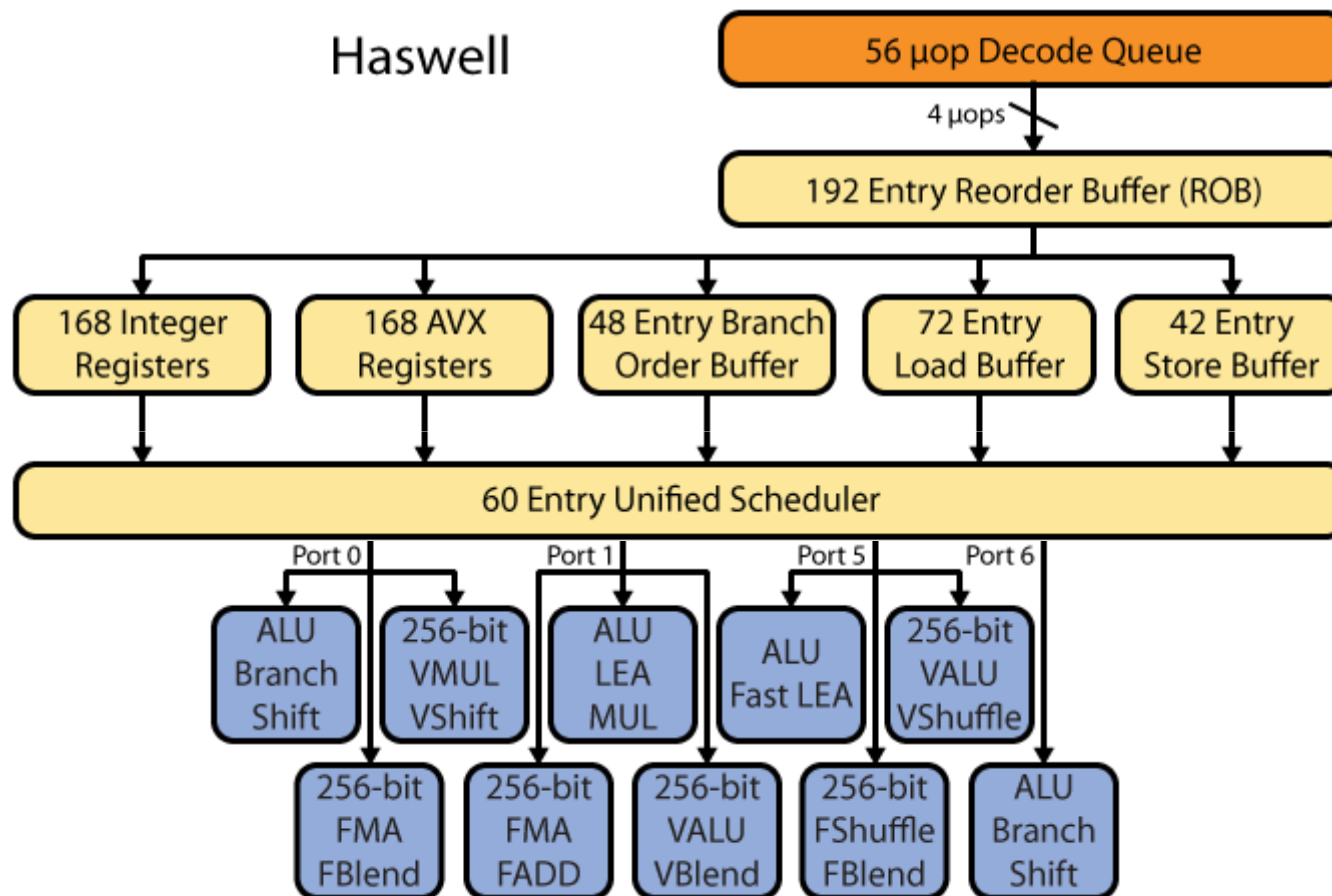 Haswell
56 μop Decode Queue
4 μops
192 Entry Reorder Buffer (ROB)
168 Integer
Registers
168 AVX
Registers
48 Entry Branch
Order Buffer
72 Entry
Load Buffer
42 Entry
Store Buffer
60 Entry Unified Scheduler
Port 0
Port 1
Port 5
Port 6
ALU
Branch
Shift
256-bit
VMUL
VShift
ALU
LEA
MUL
ALU
Fast LEA
256-bit
VALU
VShuffle
256-bit
FMA
FBlend
256-bit
FMA
FADD
256-bit
VALU
VBlend
256-bit
FShuffle
FBlend
ALU
Branch
Shift